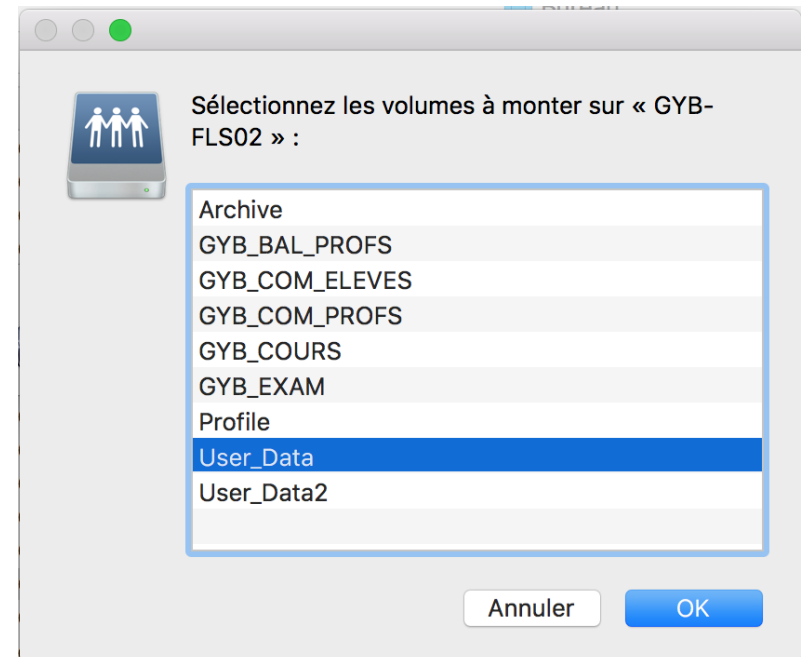 Sélectionnez les volumes à monter sur « GYB-
FLS02 » :
Archive
GYB_BAL_PROFS
GYB_COM_ELEVES
GYB_COM_PROFS
GYB_COURS
GYB_EXAM
Profile
User_Data
User_Data2
Annuler
OK